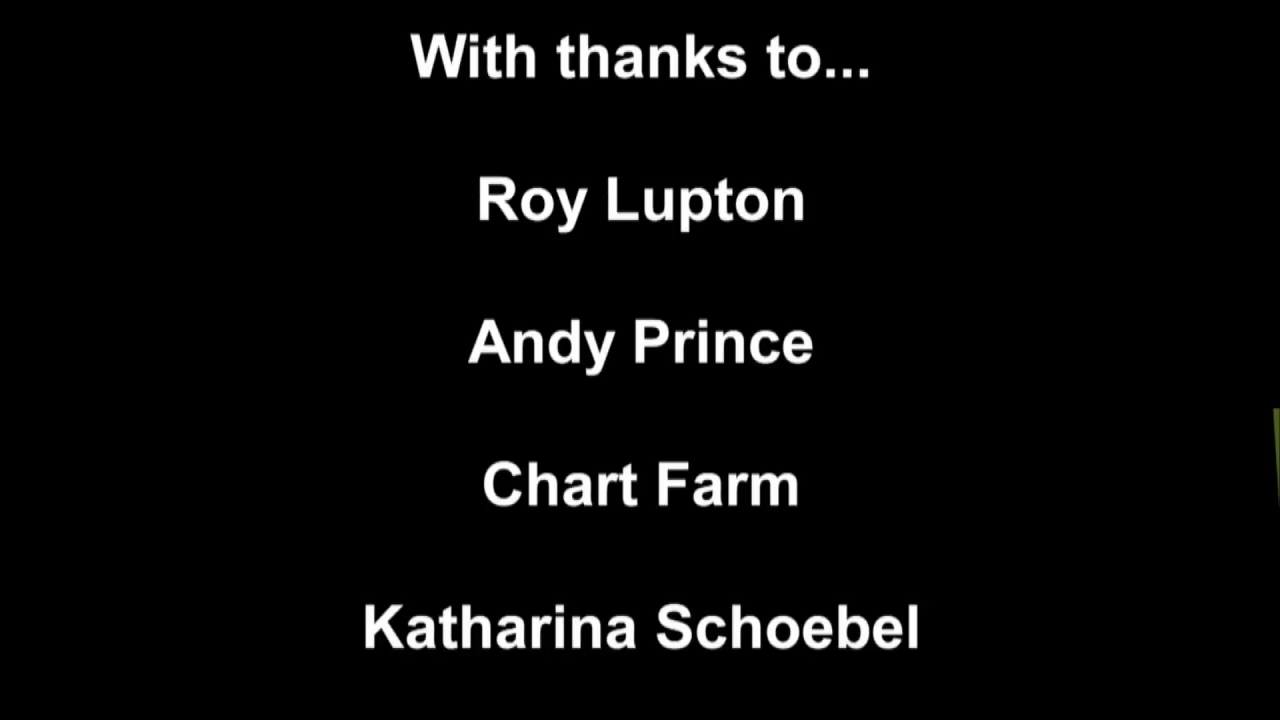 With thanks to...
Roy Lupton
Andy Prince
Chart Farm
Katharina Schoebel